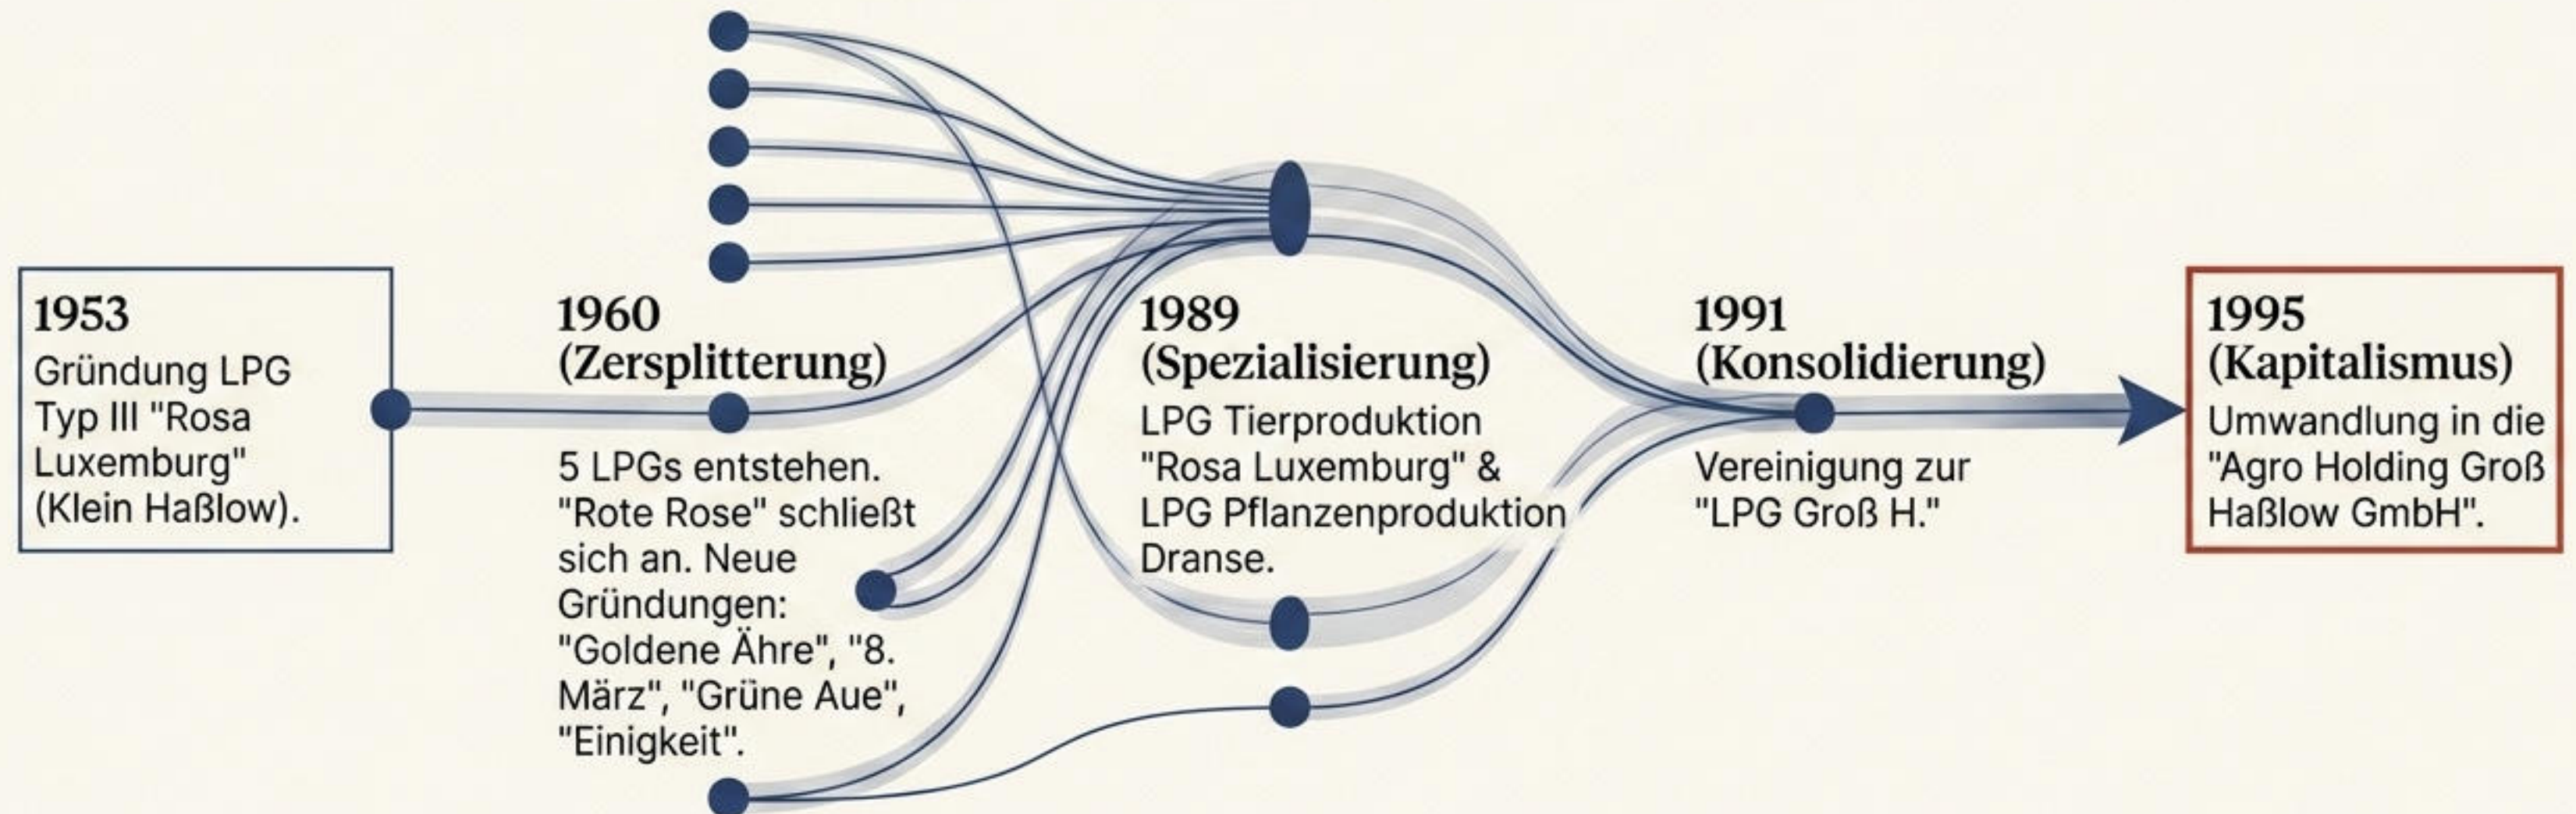 1953
Gründung LPG
Typ III "Rosa
Luxemburg"
(Klein Haßlow).
1960
(Zersplitterung)
5 LPGs entstehen.
"Rote Rose" schließt
sich an. Neue
Gründungen:
"Goldene Ähre", "8.
März", "Grüne Aue",
"Einigkeit".
1989
(Spezialisierung)
LPG Tierproduktion
"Rosa Luxemburg" &
LPG Pflanzenproduktion
Dranse.
1991
(Konsolidierung)
Vereinigung zur
"LPG Groß H."
1995
(Kapitalismus)
Umwandlung in die
"Agro Holding Groß
Haßlow GmbH".